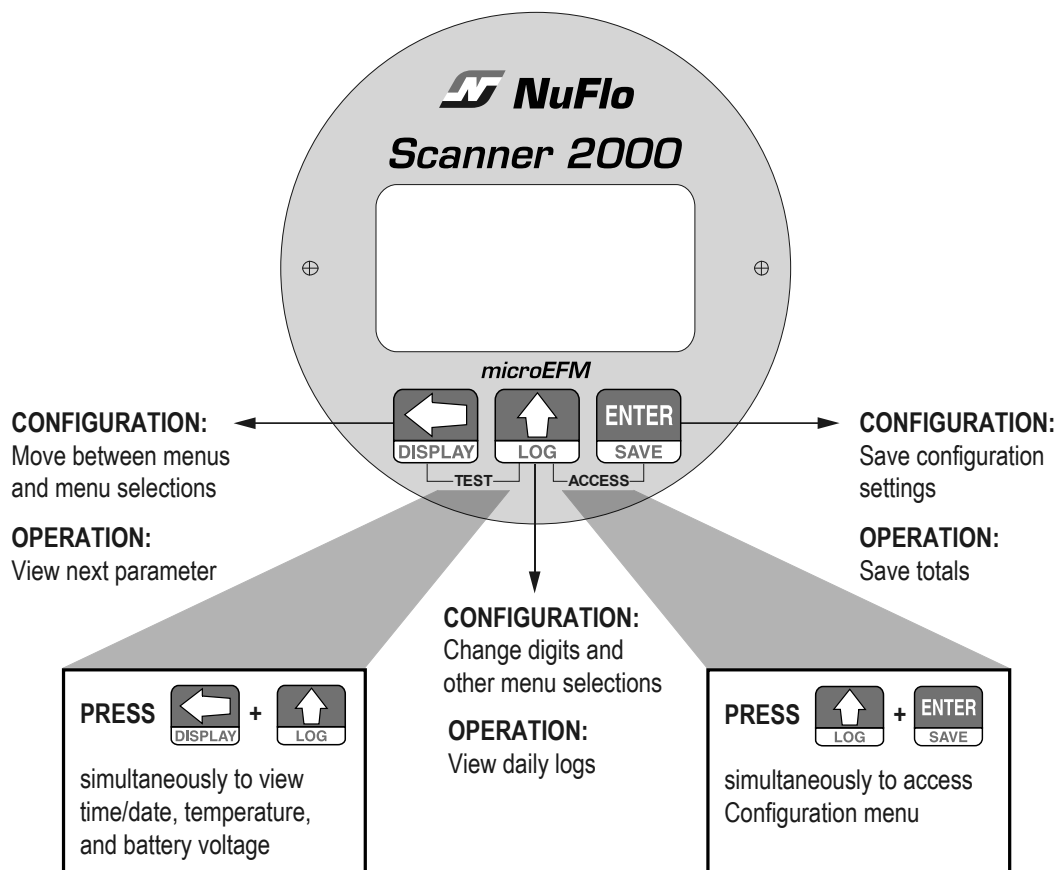 NuFlo
Scanner 2000
microEFM
ENTER
DISPLAY LOG SAVE
TEST ACCESS
CONFIGURATION:
Move between menus
and menu selections
OPERATION:
View next parameter
CONFIGURATION:
Change digits and
other menu selections
OPERATION:
View daily logs
CONFIGURATION:
Save configuration
settings
OPERATION:
Save totals
PRESS + 
DISPLAY LOG
simultaneously to view
time/date, temperature,
and battery voltage
PRESS + ENTER
LOG SAVE
simultaneously to access
Configuration menu